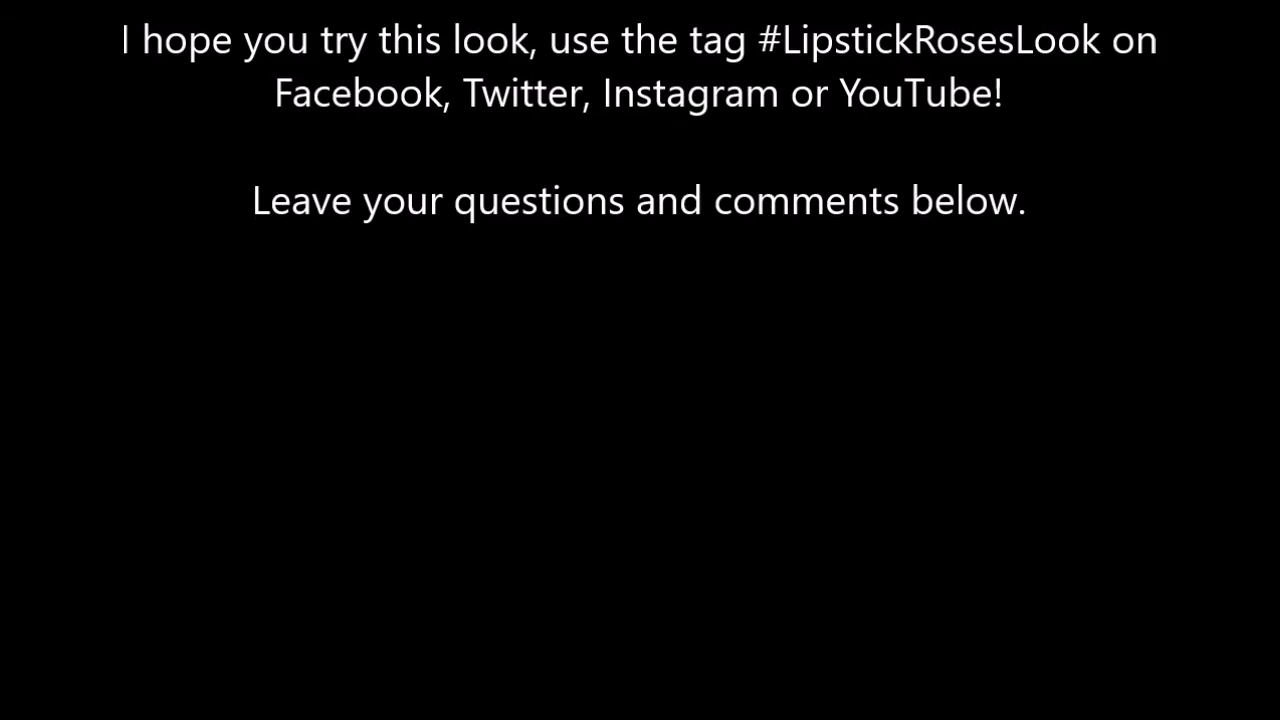 I hope you try this look, use the tag #LipstickRosesLook on
Facebook, Twitter, Instagram or YouTube!
Leave your questions and comments below.